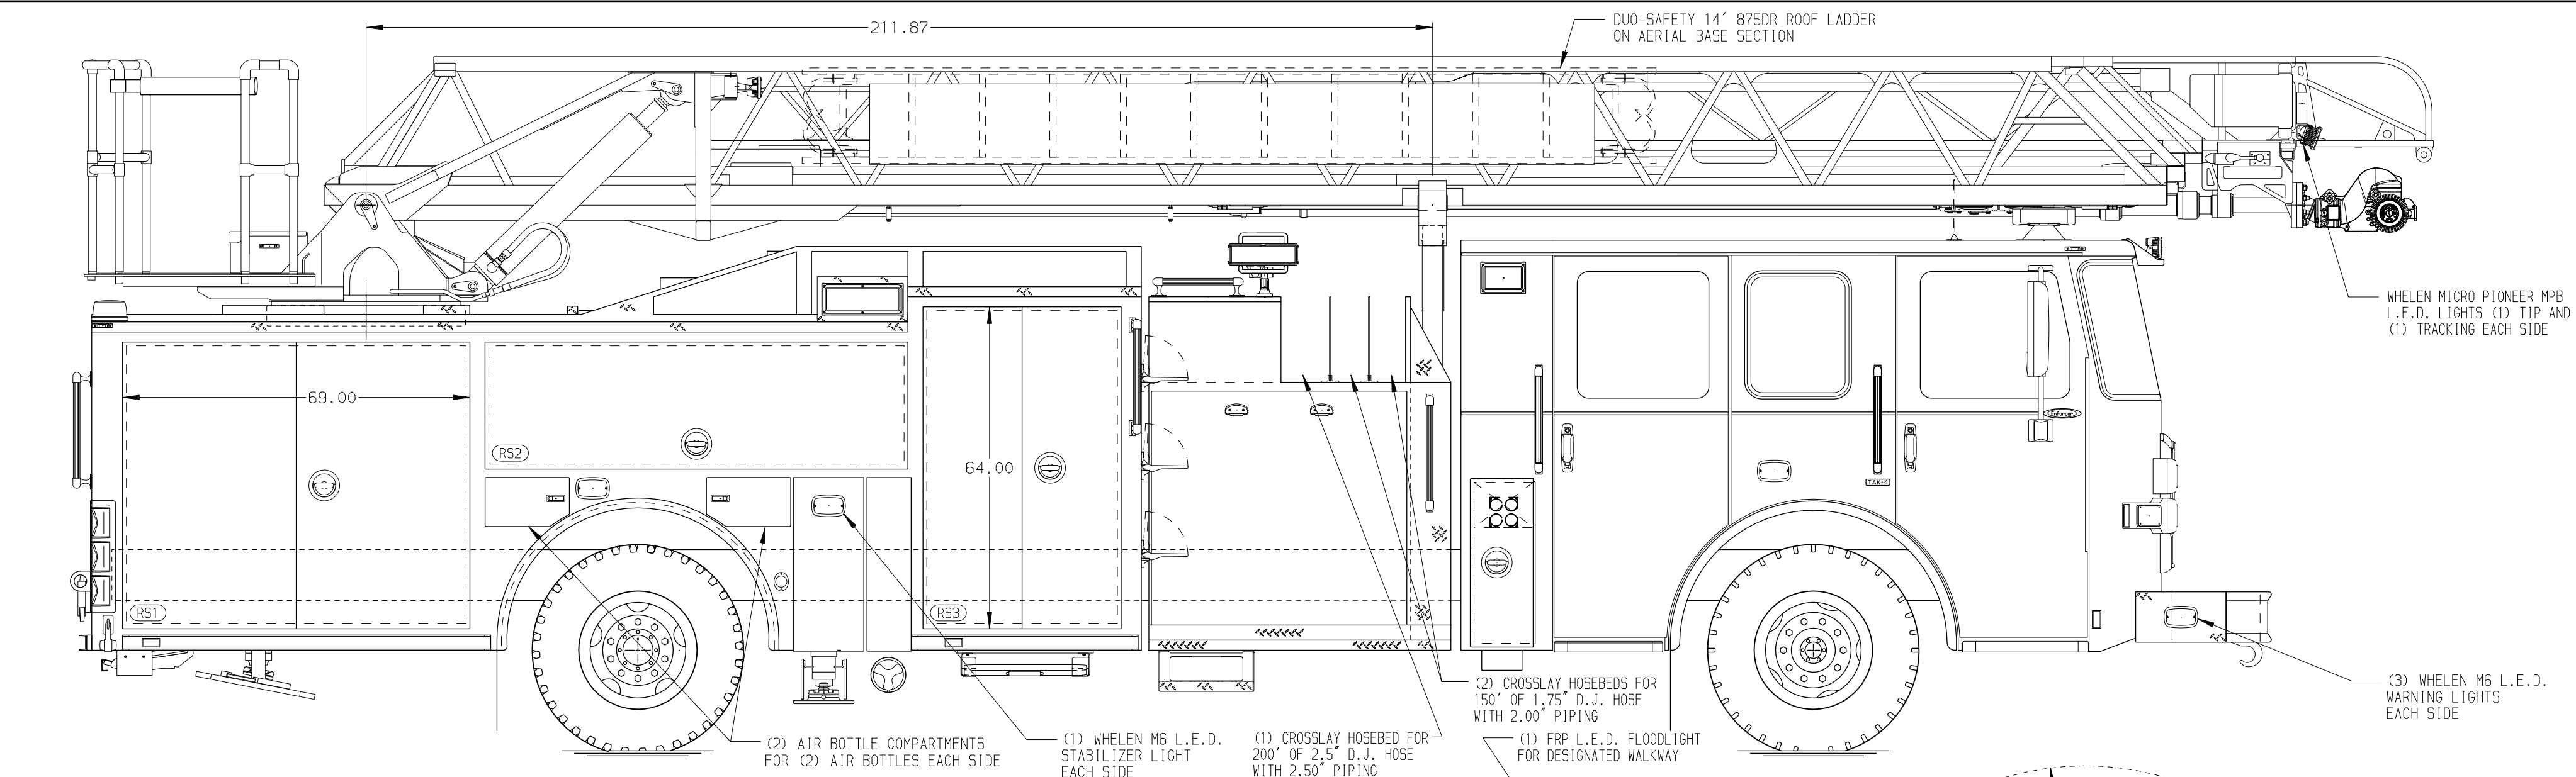 211.87
DUO-SAFETY 14' 875DR ROOF LADDER
ON AERIAL BASE SECTION
WHELEN MICRO PIONEER MPB
L.E.D. LIGHTS (1) TIP AND
(1) TRACKING EACH SIDE
69.00
RS2
64.00
Enforcer
TAK-4
RS1
RS3
(2) CROSSLAY HOSEBEDS FOR
150' OF 1.75" D.J. HOSE
WITH 2.00" PIPING
(3) WHELEN M6 L.E.D.
WARNING LIGHTS
EACH SIDE
(2) AIR BOTTLE COMPARTMENTS
FOR (2) AIR BOTTLES EACH SIDE
(1) WHELEN M6 L.E.D.
STABILIZER LIGHT
EACH SIDE
(1) CROSSLAY HOSEBED FOR
200' OF 2.5" D.J. HOSE
WITH 2.50" PIPING
(1) FRP L.E.D. FLOODLIGHT
FOR DESIGNATED WALKWAY